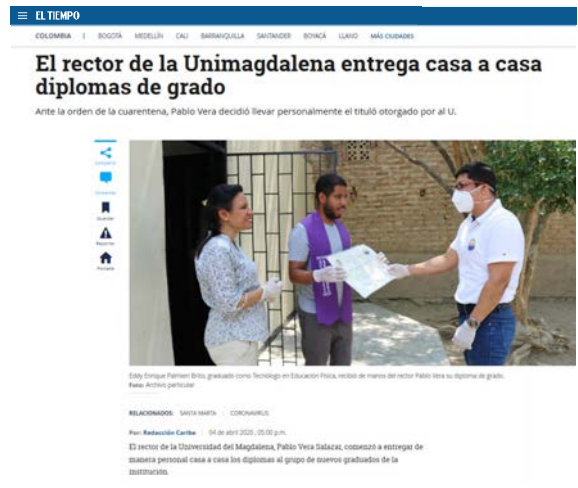 EL TIEMPO
COLOMBIA | BOGOTÁ MEDELLÍN CALI BARRANQUILLA SANTANDER BOYACÁ LLANO MÁS CIUDADES
El rector de la Unimagdalena entrega casa a casa
diplomas de grado
Ante la orden de la cuarentena, Pablo Vera decidió llevar personalmente el tituló otorgado por al U.
Compartir
Comentar
Guardar
Reportar
Portada
Eddy Enrique Palmieri Brito, graduado como Tecnólogo en Educación Física, recibió de manos del rector Pablo Vera su diploma de grado.
Foto: Archivo particular
RELACIONADOS: SANTA MARTA | CORONAVIRUS
Por: Redacción Caribe | 04 de abril 2020 , 05:00 p.m.
El rector de la Universidad del Magdalena, Pablo Vera Salazar, comenzó a entregar de
manera personal casa a casa los diplomas al grupo de nuevos graduados de la
institución.